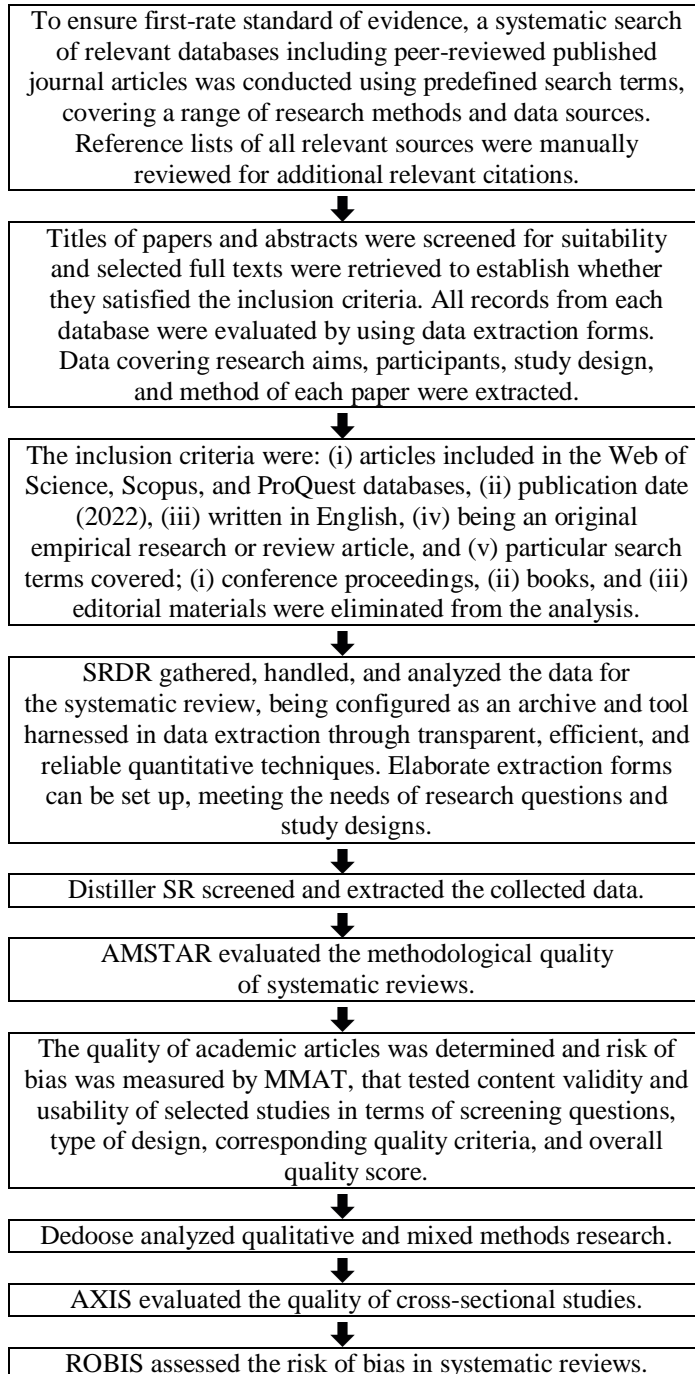 To ensure first-rate standard of evidence, a systematic search
of relevant databases including peer-reviewed published
journal articles was conducted using predefined search terms,
covering a range of research methods and data sources.
Reference lists of all relevant sources were manually
reviewed for additional relevant citations.
Titles of papers and abstracts were screened for suitability
and selected full texts were retrieved to establish whether
they satisfied the inclusion criteria. All records from each
database were evaluated by using data extraction forms.
Data covering research aims, participants, study design,
and method of each paper were extracted.
The inclusion criteria were: (i) articles included in the Web of
Science, Scopus, and ProQuest databases, (ii) publication date
(2022), (iii) written in English, (iv) being an original
empirical research or review article, and (v) particular search
terms covered; (i) conference proceedings, (ii) books, and (iii)
editorial materials were eliminated from the analysis.
SRDR gathered, handled, and analyzed the data for
the systematic review, being configured as an archive and tool
harnessed in data extraction through transparent, efficient, and
reliable quantitative techniques. Elaborate extraction forms
can be set up, meeting the needs of research questions and
study designs.
Distiller SR screened and extracted the collected data.
AMSTAR evaluated the methodological quality
of systematic reviews.
The quality of academic articles was determined and risk of
bias was measured by MMAT, that tested content validity and
usability of selected studies in terms of screening questions,
type of design, corresponding quality criteria, and overall
quality score.
Dedoose analyzed qualitative and mixed methods research.
AXIS evaluated the quality of cross-sectional studies.
ROBIS assessed the risk of bias in systematic reviews.